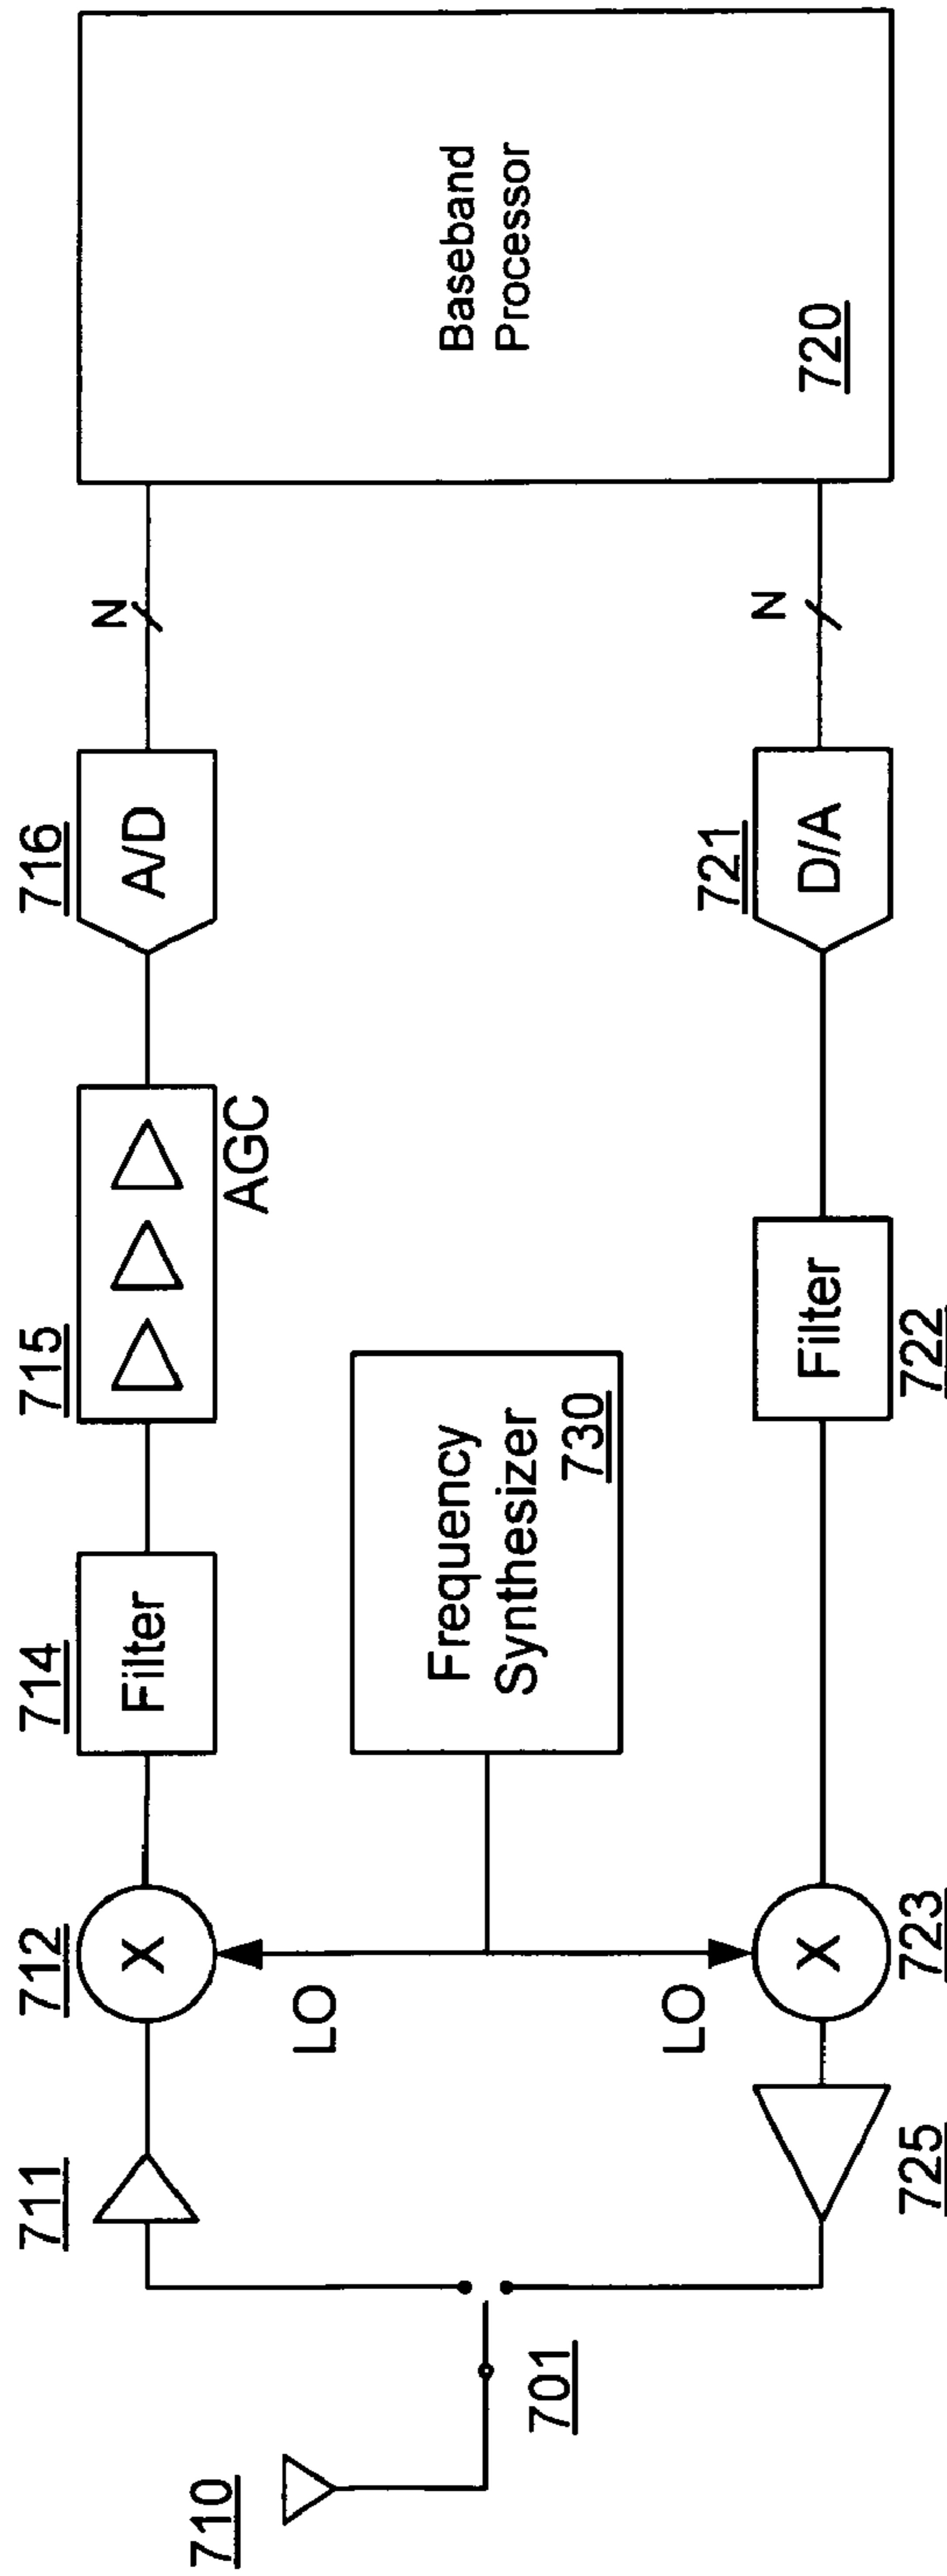 710
701
711
712
X
714
Filter
715
AGC
716
A/D
N
Baseband
Processor
720
LO
LO
Frequency
Synthesizer
730
725
723
X
722
Filter
721
D/A
N